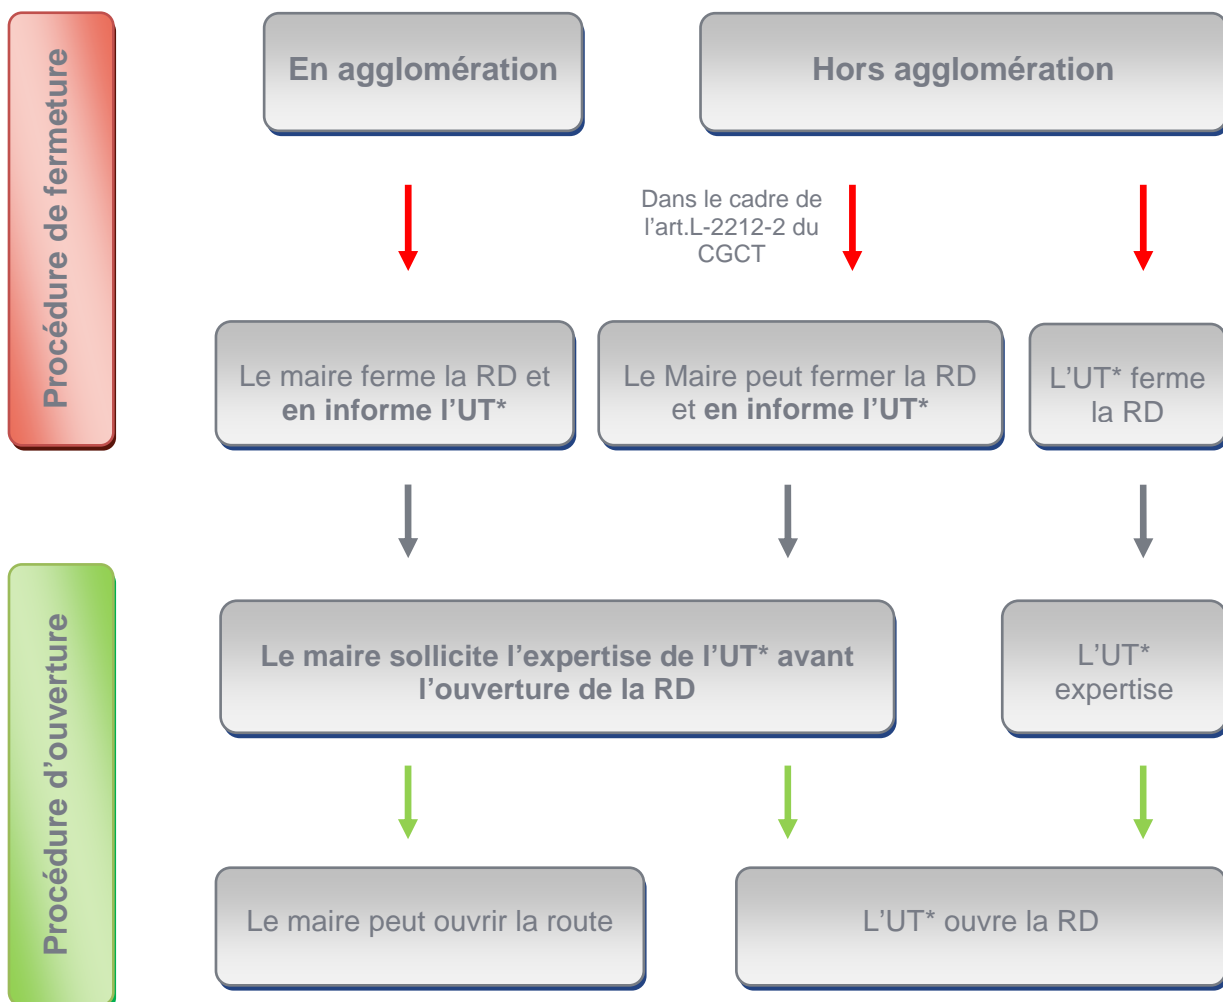 Procédure de fermeture
En agglomération
Hors agglomération
Dans le cadre de
l’art.L-2212-2 du
CGCT
Le maire ferme la RD et
en informe l’UT*
Le Maire peut fermer la RD
et en informe l’UT*
L’UT* ferme
la RD
Procédure d’ouverture
Le maire sollicite l’expertise de l’UT* avant
l’ouverture de la RD
L’UT*
expertise
Le maire peut ouvrir la route
L’UT* ouvre la RD